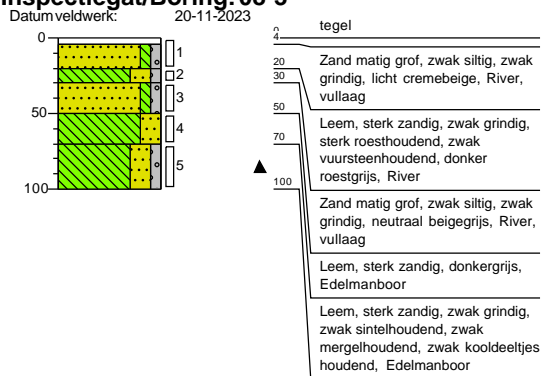 Datum veldwerk: 20-11-2023
0
50
100
1
2
3
4
5
0
4
20
30
50
70
100
tegel
Zand matig grof, zwak siltig, zwak
grindig, licht cremebeige, River,
vullaag
Leem, sterk zandig, zwak grindig,
sterk roesthoudend, zwak
vuursteenhoudend, donker
roestgrijs, River
Zand matig grof, zwak siltig, zwak
grindig, neutraal beigegrijs, River,
vullaag
Leem, sterk zandig, donkergrijs,
Edelmanboor
Leem, sterk zandig, zwak grindig,
zwak sintelhoudend, zwak
mergelhoudend, zwak kooldeeltjes
houdend, Edelmanboor